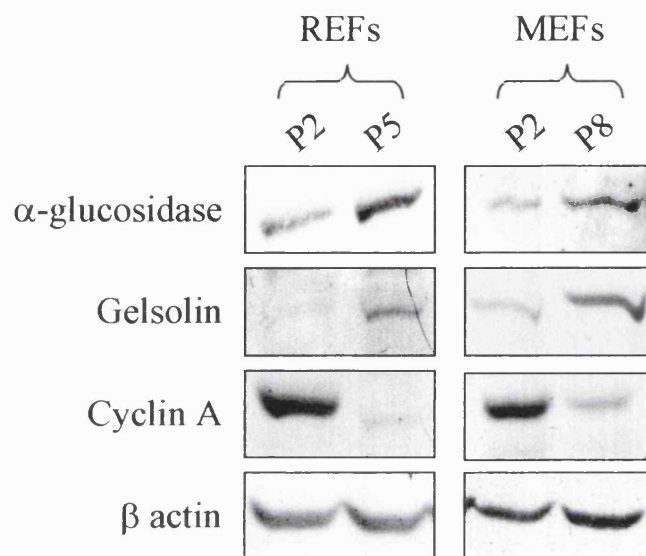 REFs MEFs
P2 P5 P2 P8
α-glucosidase
Gelsolin
Cyclin A
β actin